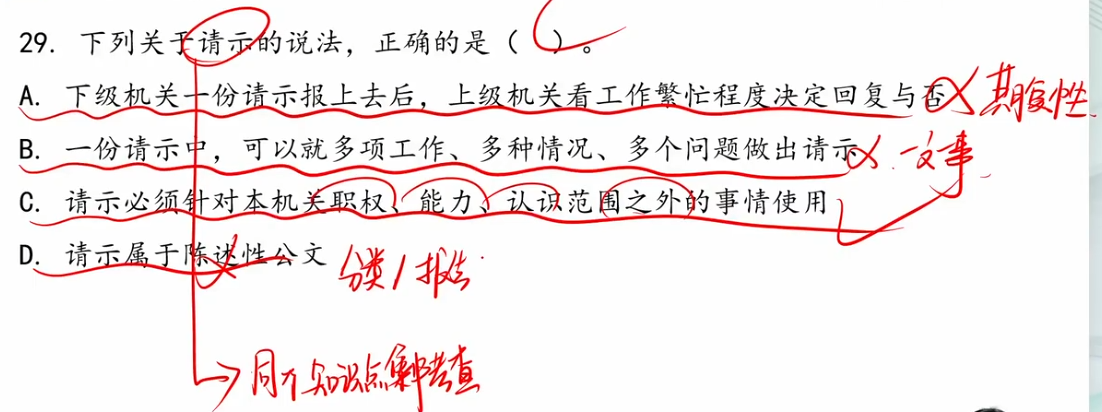 29. 下列关于请示的说法，正确的是（ ）。
A. 下级机关一份请示报上去后，上级机关看工作繁忙程度决定回复与否 × 期复性
B. 一份请示中，可以就多项工作、多种情况、多个问题做出请示 × 一文一事
C. 请示必须针对本机关职权、能力、认识范围之外的事情使用
D. 请示属于陈述性公文
分类/报告
同个知识点集中考查